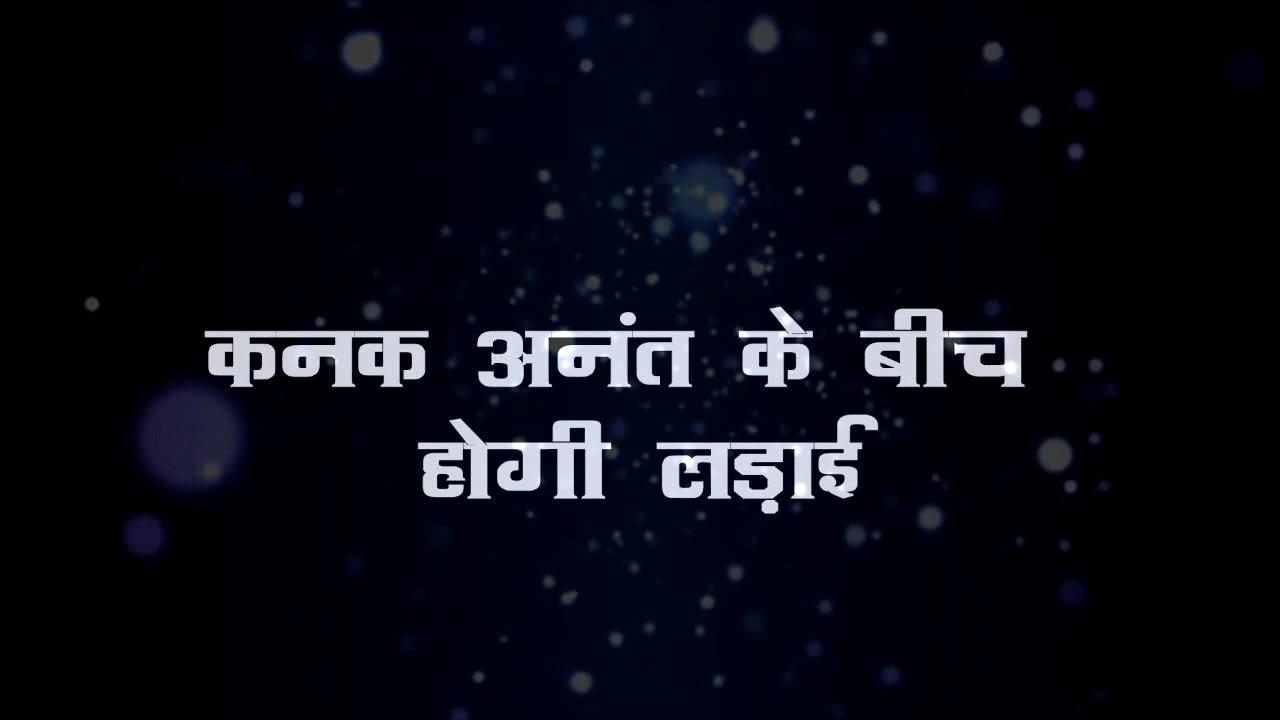 कनक अनंत के बीच
होगी लड़ाई